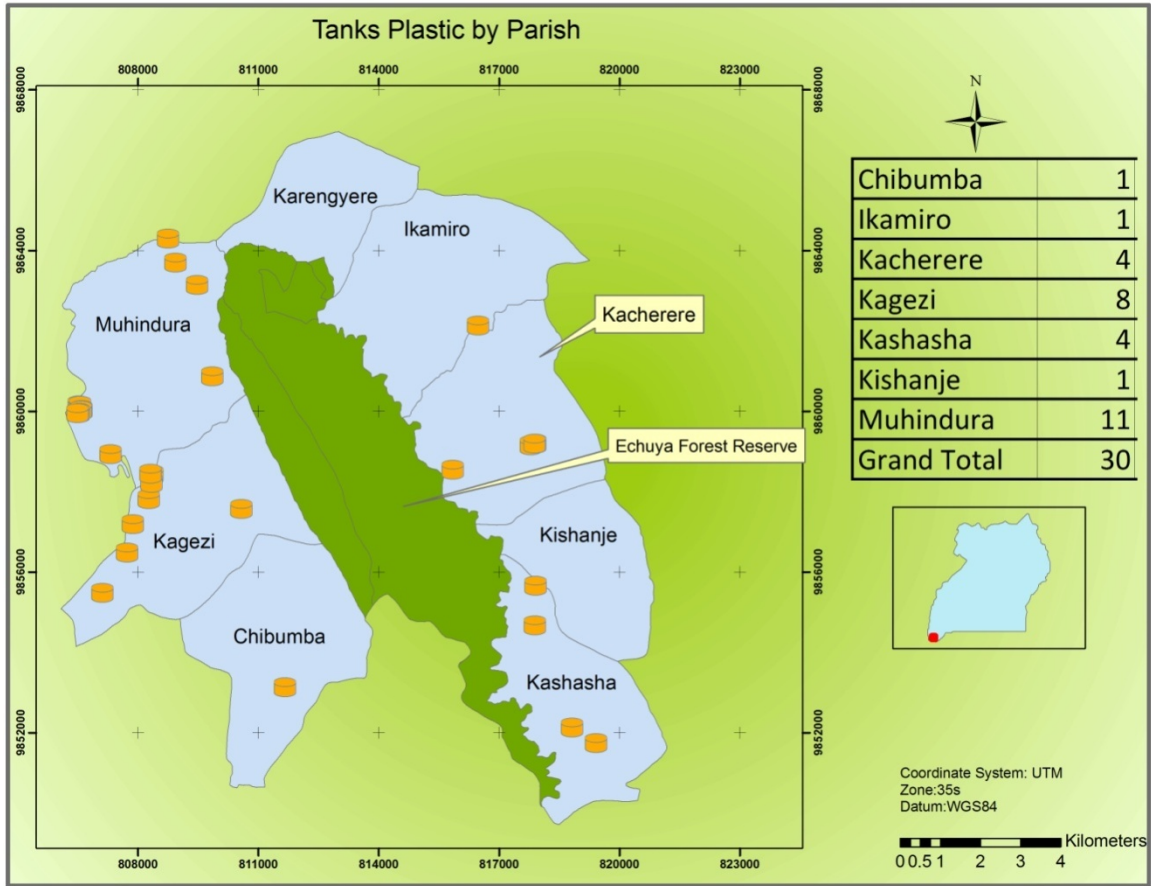 Tanks Plastic by Parish
808000 811000 814000 817000 820000 823000
9868000 9868000
9864000 9864000
9860000 9860000
9856000 9856000
9852000 9852000
Karengyere
Ikamiro
Muhindura
Kacherere
Echuya Forest Reserve
Kagezi
Kishanje
Chibumba
Kashasha
808000 811000 814000 817000 820000 823000
N
Chibumba 1
Ikamiro 1
Kacherere 4
Kagezi 8
Kashasha 4
Kishanje 1
Muhindura 11
Grand Total 30
Coordinate System: UTM
Zone:35s
Datum:WGS84
Kilometers
0 0.5 1 2 3 4